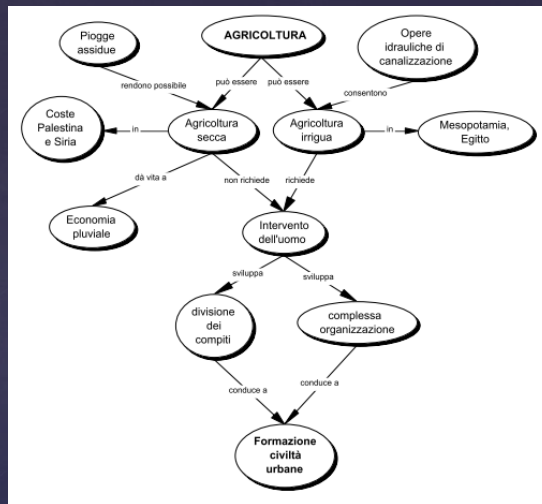 Piogge
assidue
AGRICOLTURA
Opere
idrauliche di
canalizzazione
rendono possibile
può essere
può essere
consentono
Coste
Palestina
e Siria
in
Agricoltura
secca
Agricoltura
irrigua
in
Mesopotamia,
Egitto
dà vita a
non richiede
richiede
Economia
pluviale
Intervento
dell'uomo
sviluppa
sviluppa
divisione
dei
compiti
complessa
organizzazione
conduce a
conduce a
Formazione
civiltà
urbane